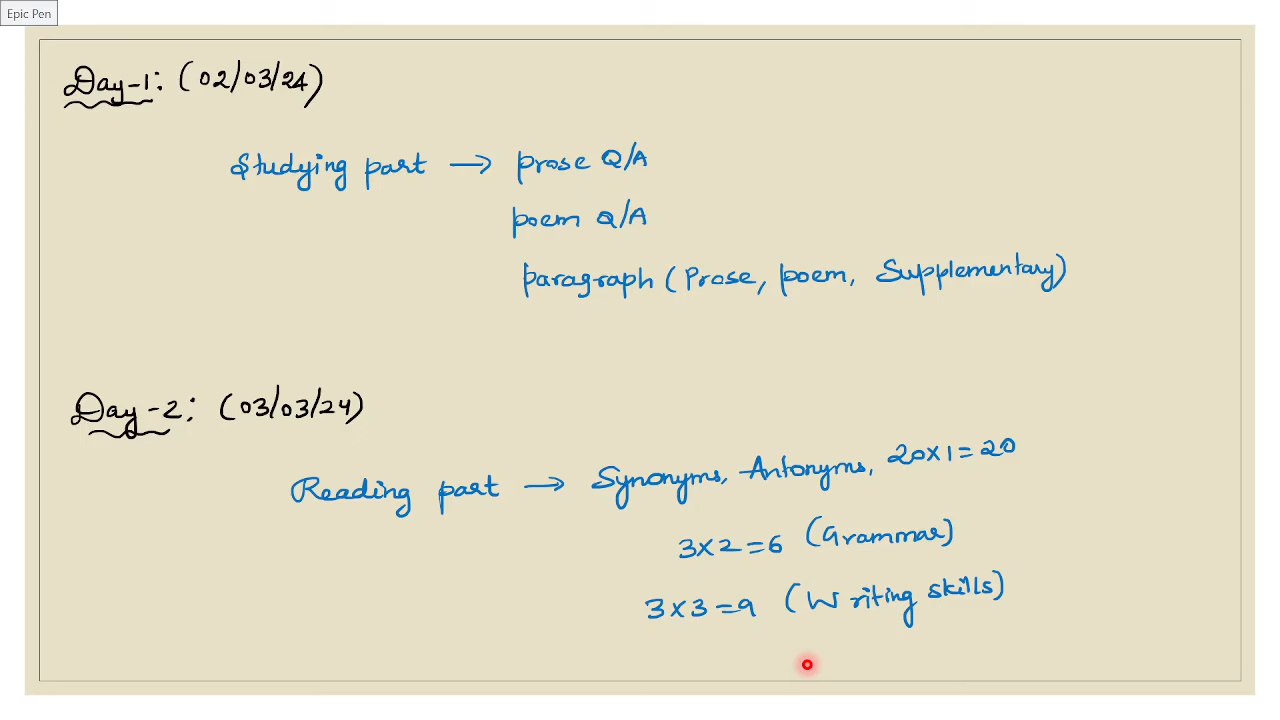 Epic Pen
Day-1: (02/03/24)
Studying part → prose Q/A
poem Q/A
paragraph (Prose, poem, Supplementary)
Day-2: (03/03/24)
Reading part → Synonyms, Antonyms, 20x1=20
3x2=6 (Grammar)
3x3=9 (Writing skills)